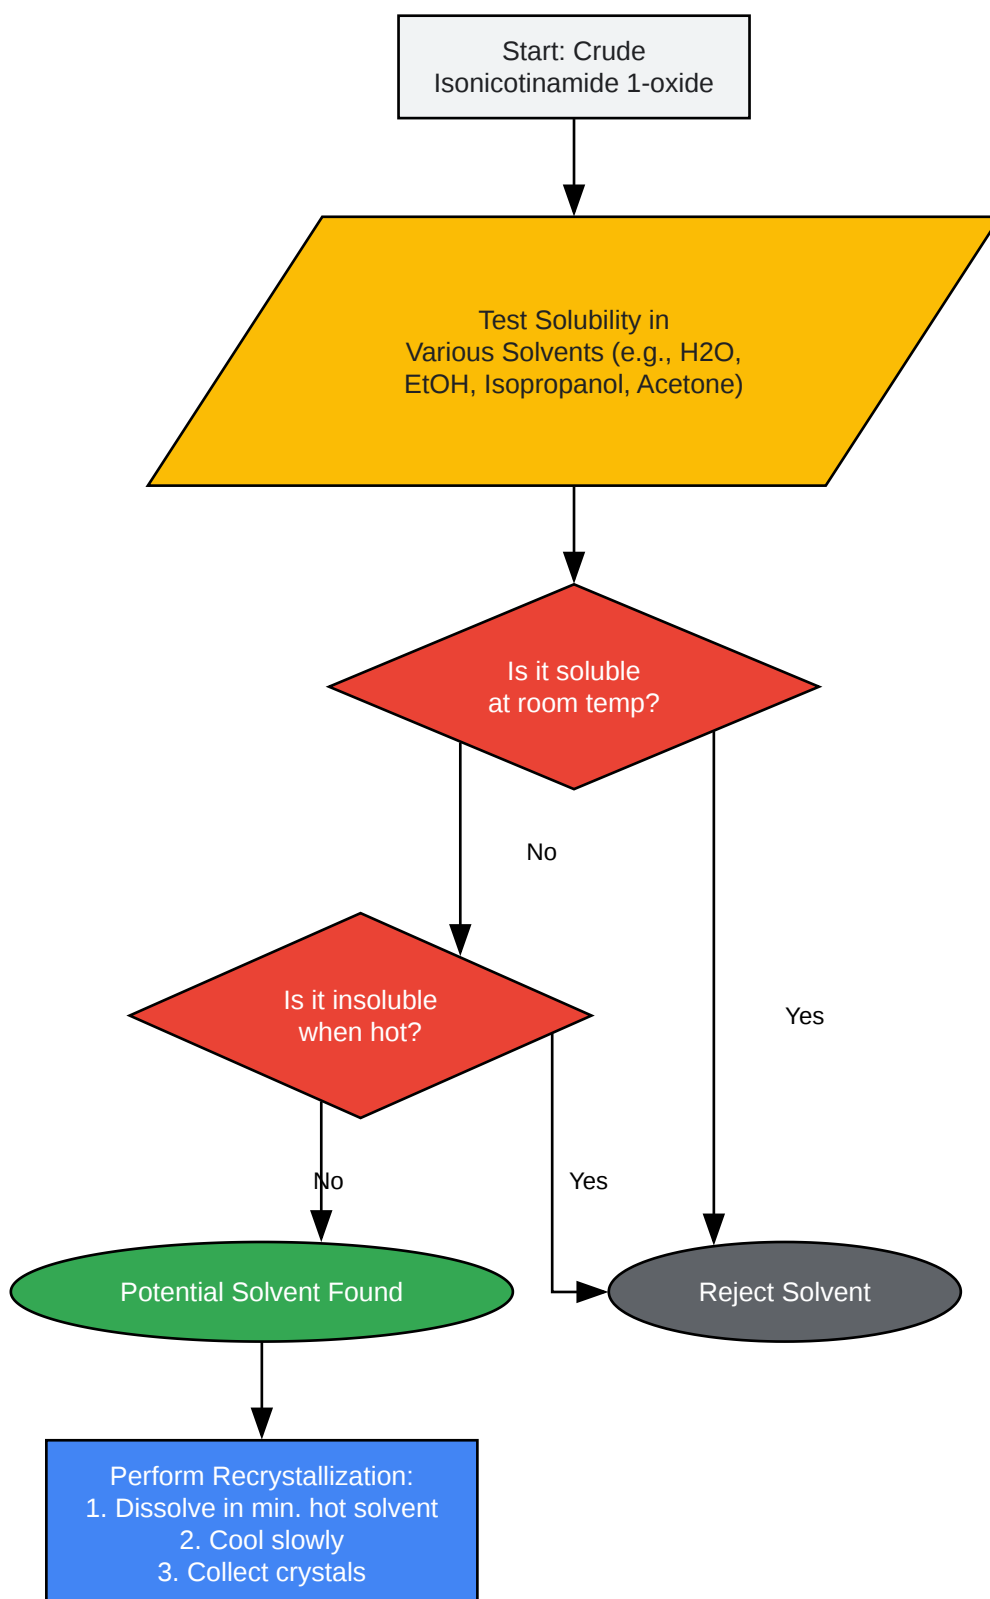 Start: Crude
Isonicotinamide 1-oxide
Test Solubility in
Various Solvents (e.g., H2O,
EtOH, Isopropanol, Acetone)
Is it soluble
at room temp?
No
Is it insoluble
when hot?
Yes
No
Yes
Potential Solvent Found
Reject Solvent
Perform Recrystallization:
1. Dissolve in min. hot solvent
2. Cool slowly
3. Collect crystals